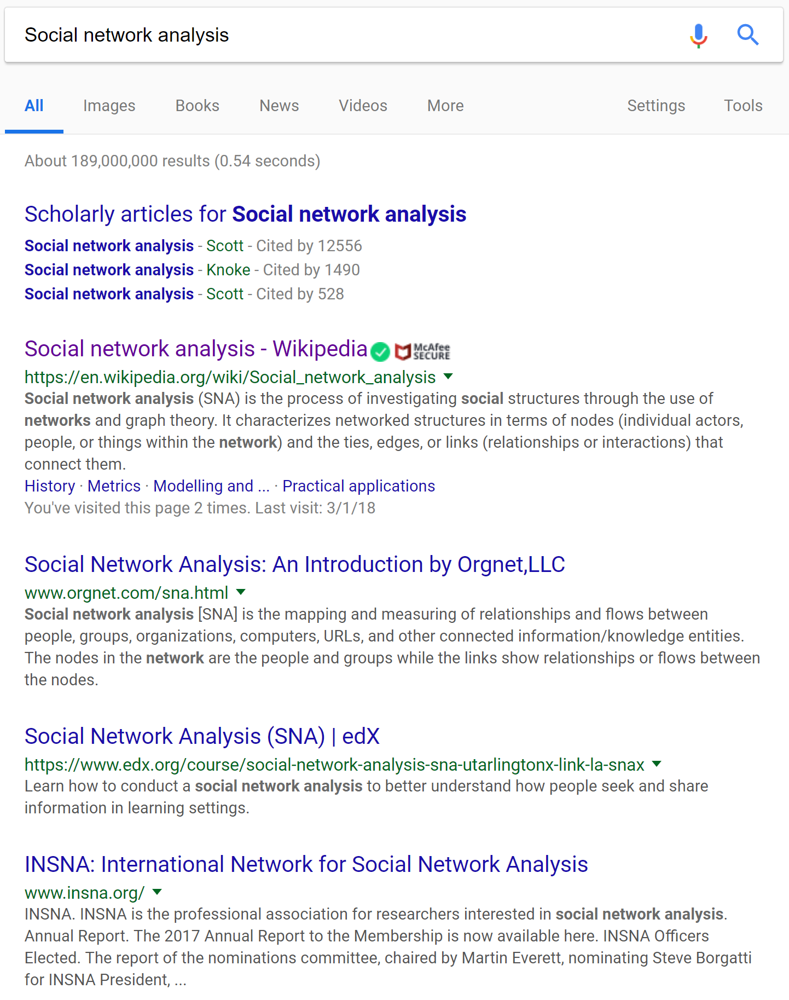 Social network analysis
All Images Books News Videos More Settings Tools
About 189,000,000 results (0.54 seconds)
Scholarly articles for Social network analysis
Social network analysis - Scott - Cited by 12556
Social network analysis - Knoke - Cited by 1490
Social network analysis - Scott - Cited by 528
Social network analysis - Wikipedia McAfee SECURE
https://en.wikipedia.org/wiki/Social_network_analysis
Social network analysis (SNA) is the process of investigating social structures through the use of
networks and graph theory. It characterizes networked structures in terms of nodes (individual actors,
people, or things within the network) and the ties, edges, or links (relationships or interactions) that
connect them.
History · Metrics · Modelling and ... · Practical applications
You've visited this page 2 times. Last visit: 3/1/18
Social Network Analysis: An Introduction by Orgnet,LLC
www.orgnet.com/sna.html
Social network analysis [SNA] is the mapping and measuring of relationships and flows between
people, groups, organizations, computers, URLs, and other connected information/knowledge entities.
The nodes in the network are the people and groups while the links show relationships or flows between
the nodes.
Social Network Analysis (SNA) | edX
https://www.edx.org/course/social-network-analysis-sna-utarlingtonx-link-la-snax
Learn how to conduct a social network analysis to better understand how people seek and share
information in learning settings.
INSNA: International Network for Social Network Analysis
www.insna.org/
INSNA. INSNA is the professional association for researchers interested in social network analysis.
Annual Report. The 2017 Annual Report to the Membership is now available here. INSNA Officers
Elected. The report of the nominations committee, chaired by Martin Everett, nominating Steve Borgatti
for INSNA President, ...